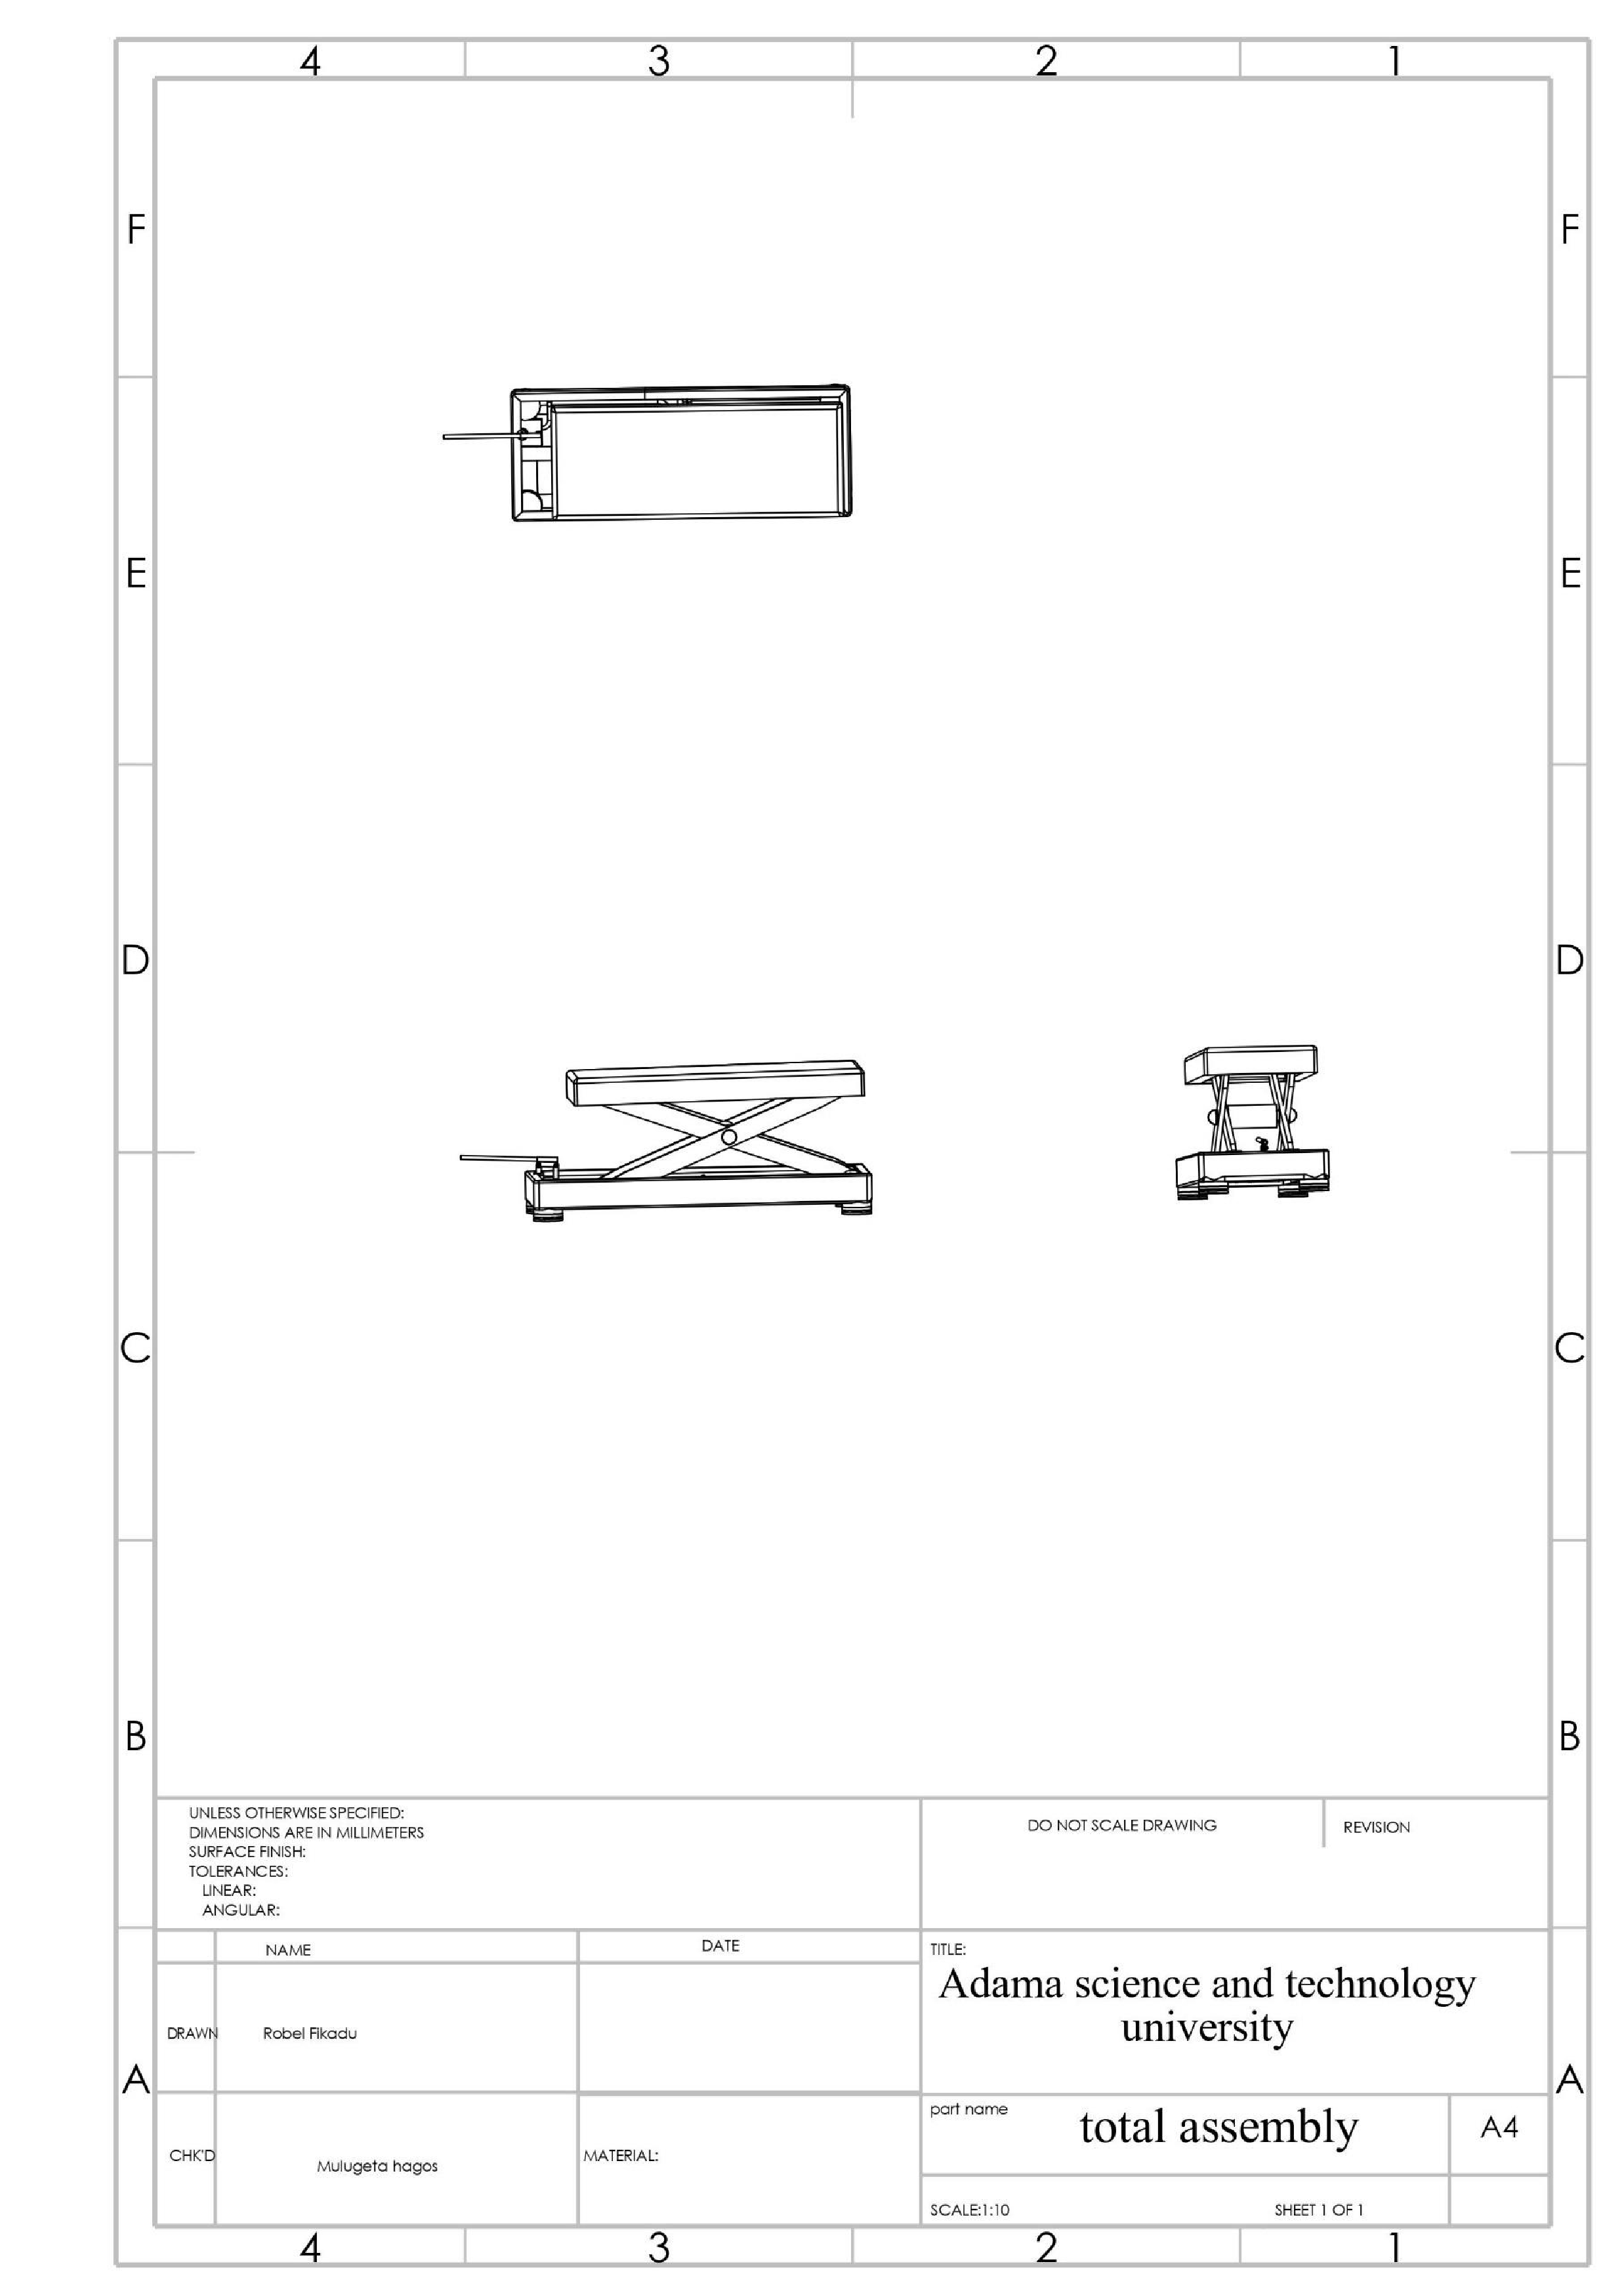 4 3 2 1
F F
E E
D D
C C
B B
UNLESS OTHERWISE SPECIFIED:
DIMENSIONS ARE IN MILLIMETERS
SURFACE FINISH:
TOLERANCES:
LINEAR:
ANGULAR:
DO NOT SCALE DRAWING
REVISION
NAME
DATE
TITLE:
Adama science and technology
university
DRAWN
Robel Fikadu
A A
part name
total assembly
A4
CHK'D
Mulugeta hagos
MATERIAL:
SCALE:1:10
SHEET 1 OF 1
4 3 2 1